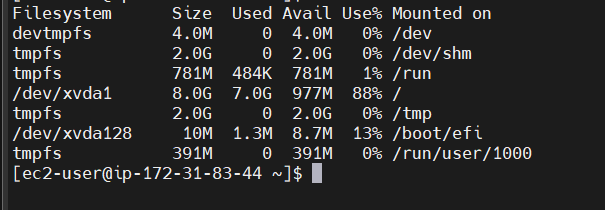 Filesystem Size Used Avail Use% Mounted on
devtmpfs 4.0M 0 4.0M 0% /dev
tmpfs 2.0G 0 2.0G 0% /dev/shm
tmpfs 781M 484K 781M 1% /run
/dev/xvda1 8.0G 7.0G 977M 88% /
tmpfs 2.0G 0 2.0G 0% /tmp
/dev/xvda128 10M 1.3M 8.7M 13% /boot/efi
tmpfs 391M 0 391M 0% /run/user/1000
[ec2-user@ip-172-31-83-44 ~]$